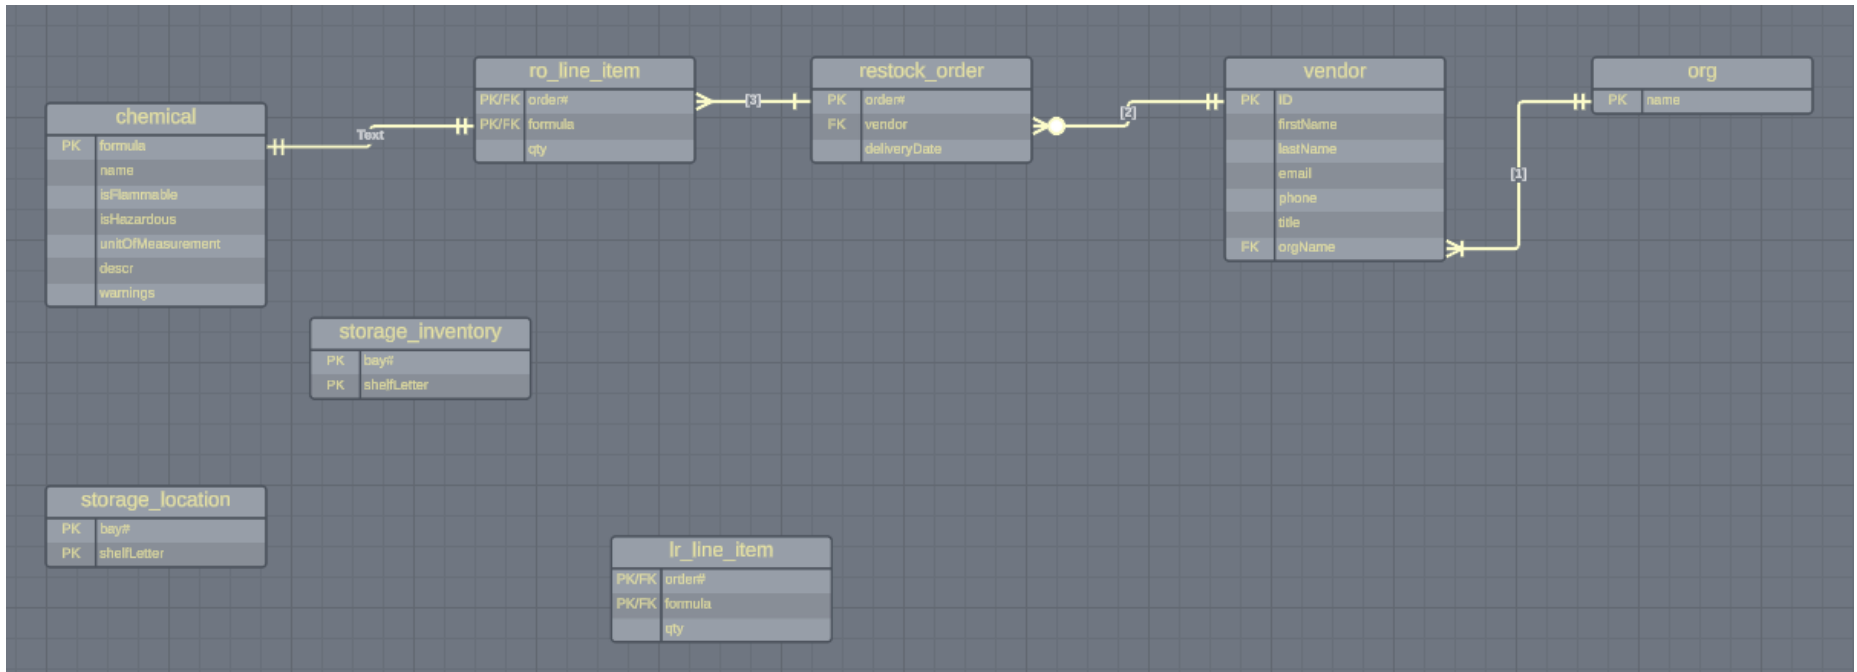 chemical
PK formula
name
isFlammable
isHazardous
unitOfMeasurement
descr
warnings
Text
ro_line_item
PK/FK order#
PK/FK formula
qty
[3]
restock_order
PK order#
FK vendor
deliveryDate
[2]
vendor
PK ID
firstName
lastName
email
phone
title
FK orgName
[1]
org
PK name
storage_inventory
PK bay#
PK shelfLetter
storage_location
PK bay#
PK shelfLetter
lr_line_item
PK/FK order#
PK/FK formula
qty